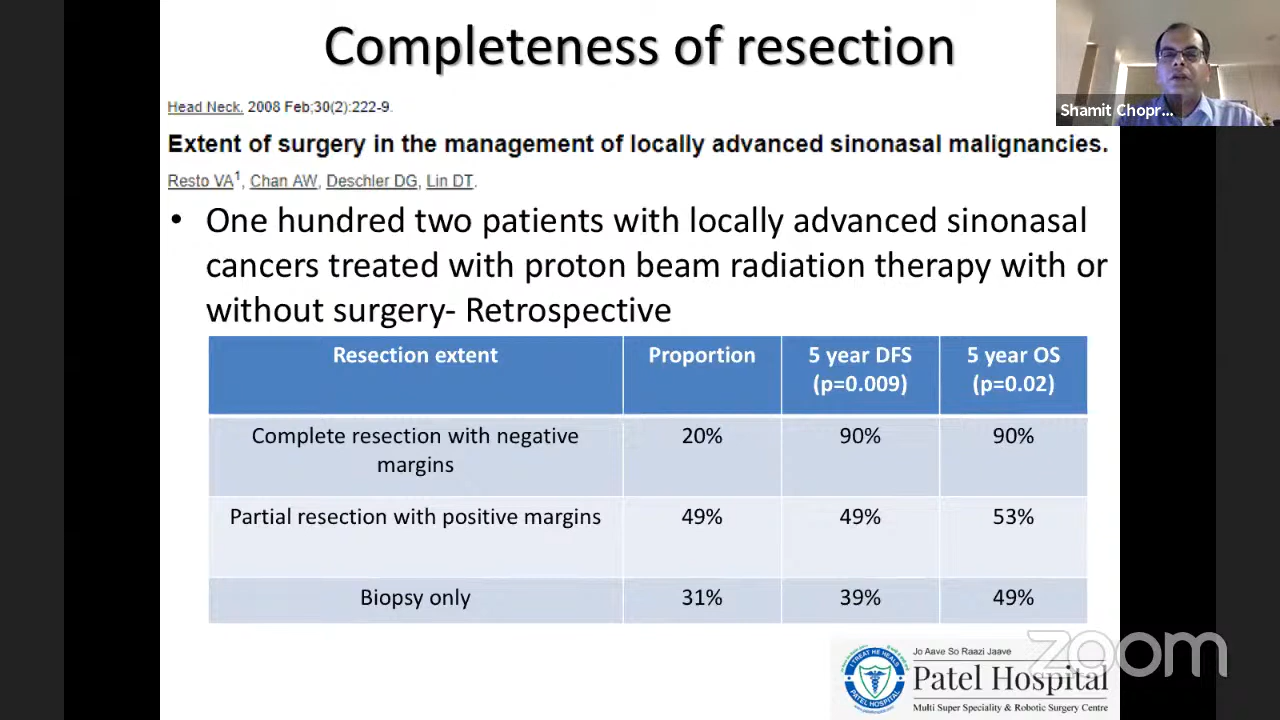 Completeness of resection
Shamit Chopr...
Head Neck. 2008 Feb;30(2):222-9.
Extent of surgery in the management of locally advanced sinonasal malignancies.
Resto VA1, Chan AW, Deschler DG, Lin DT.
• One hundred two patients with locally advanced sinonasal
cancers treated with proton beam radiation therapy with or
without surgery- Retrospective
Resection extent Proportion 5 year DFS (p=0.009) 5 year OS (p=0.02)
Complete resection with negative margins 20% 90% 90%
Partial resection with positive margins 49% 49% 53%
Biopsy only 31% 39% 49%
zoom
I TREAT HE HEALS
PATEL HOSPITAL
Jo Aave So Raazi Jaave
Patel Hospital
Multi Super Speciality & Robotic Surgery Centre